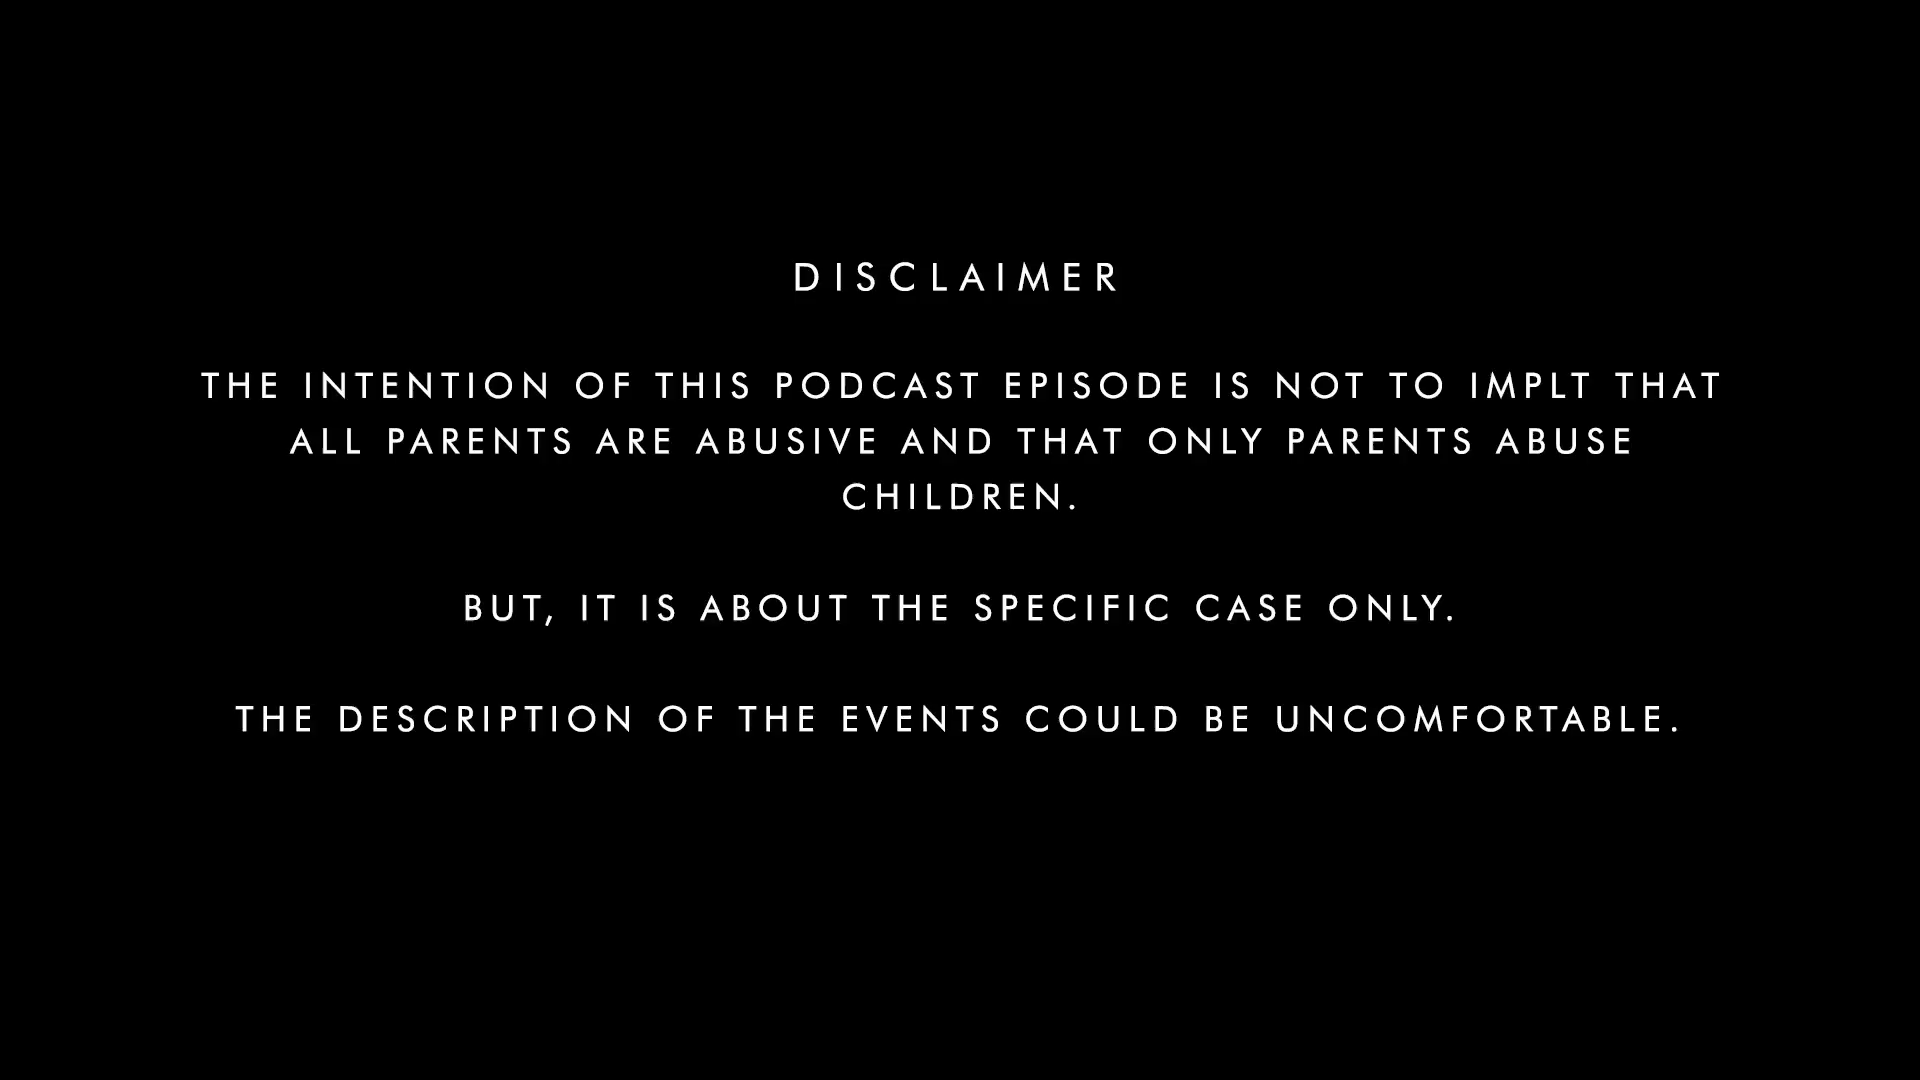 DISCLAIMER
THE INTENTION OF THIS PODCAST EPISODE IS NOT TO IMPLT THAT
ALL PARENTS ARE ABUSIVE AND THAT ONLY PARENTS ABUSE
CHILDREN.
BUT, IT IS ABOUT THE SPECIFIC CASE ONLY.
THE DESCRIPTION OF THE EVENTS COULD BE UNCOMFORTABLE.